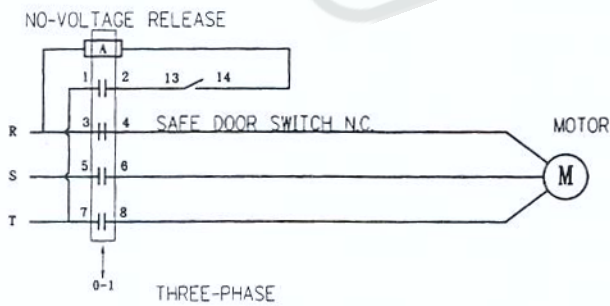 NO-VOLTAGE RELEASE
A
1 2 13 14
R 3 4 SAFE DOOR SWITCH N.C. MOTOR
S 5 6 M
T 7 8
0-1
THREE-PHASE